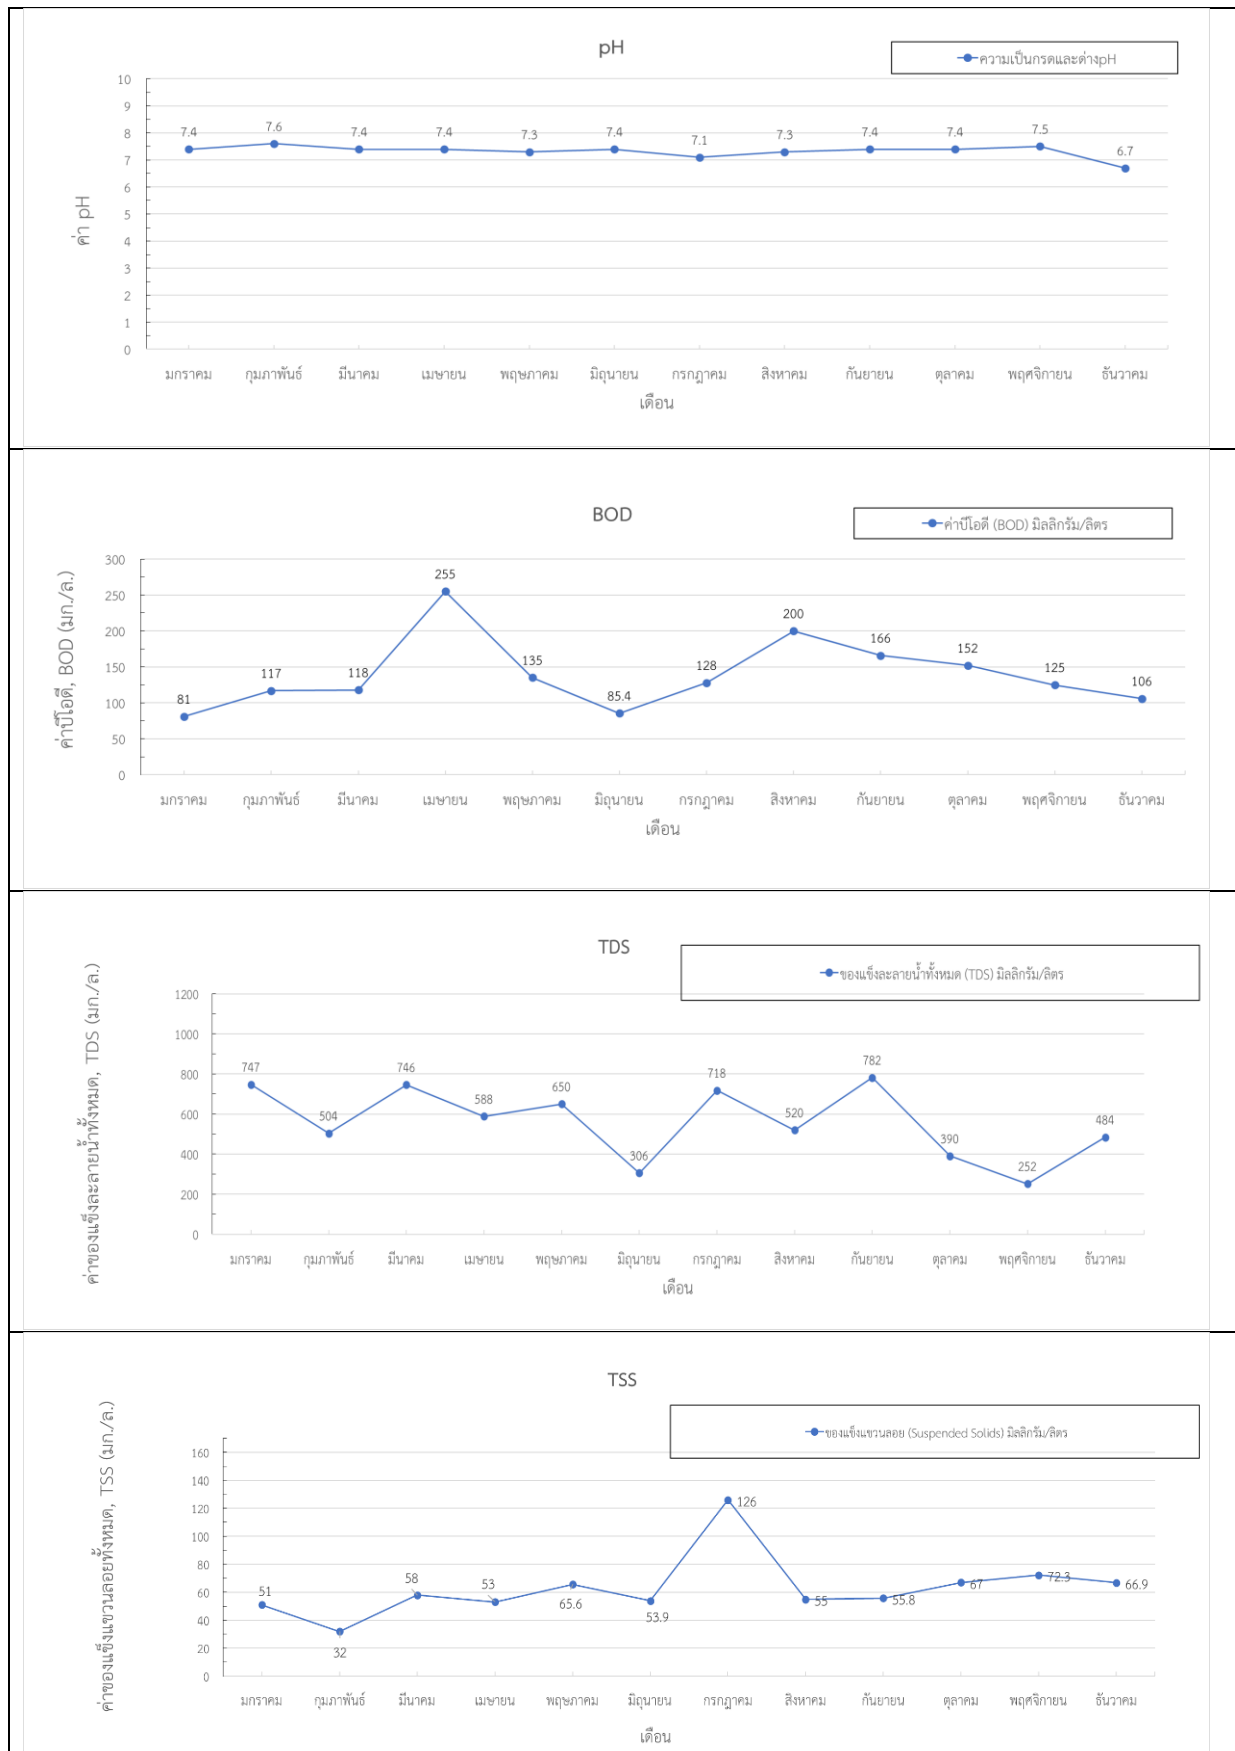 pH
ความเป็นกรดและด่างpH
ค่า pH
10
9
8
7
6
5
4
3
2
1
0
7.4 7.6 7.4 7.4 7.3 7.4 7.1 7.3 7.4 7.4 7.5 6.7
มกราคม กุมภาพันธ์ มีนาคม เมษายน พฤษภาคม มิถุนายน กรกฎาคม สิงหาคม กันยายน ตุลาคม พฤศจิกายน ธันวาคม
เดือน
BOD
ค่าบีโอดี (BOD) มิลลิกรัม/ลิตร
ค่าบีโอดี, BOD (มก./ล.)
300
250
200
150
100
50
0
81 117 118 255 135 85.4 128 200 166 152 125 106
มกราคม กุมภาพันธ์ มีนาคม เมษายน พฤษภาคม มิถุนายน กรกฎาคม สิงหาคม กันยายน ตุลาคม พฤศจิกายน ธันวาคม
เดือน
TDS
ของแข็งละลายน้ำทั้งหมด (TDS) มิลลิกรัม/ลิตร
ค่าของแข็งละลายน้ำทั้งหมด, TDS (มก./ล.)
1200
1000
800
600
400
200
0
747 504 746 588 650 306 718 520 782 390 252 484
มกราคม กุมภาพันธ์ มีนาคม เมษายน พฤษภาคม มิถุนายน กรกฎาคม สิงหาคม กันยายน ตุลาคม พฤศจิกายน ธันวาคม
เดือน
TSS
ของแข็งแขวนลอย (Suspended Solids) มิลลิกรัม/ลิตร
ค่าของแข็งแขวนลอยทั้งหมด, TSS (มก./ล.)
160
140
120
100
80
60
40
20
0
51 32 58 53 65.6 53.9 126 55 55.8 67 72.3 66.9
มกราคม กุมภาพันธ์ มีนาคม เมษายน พฤษภาคม มิถุนายน กรกฎาคม สิงหาคม กันยายน ตุลาคม พฤศจิกายน ธันวาคม
เดือน